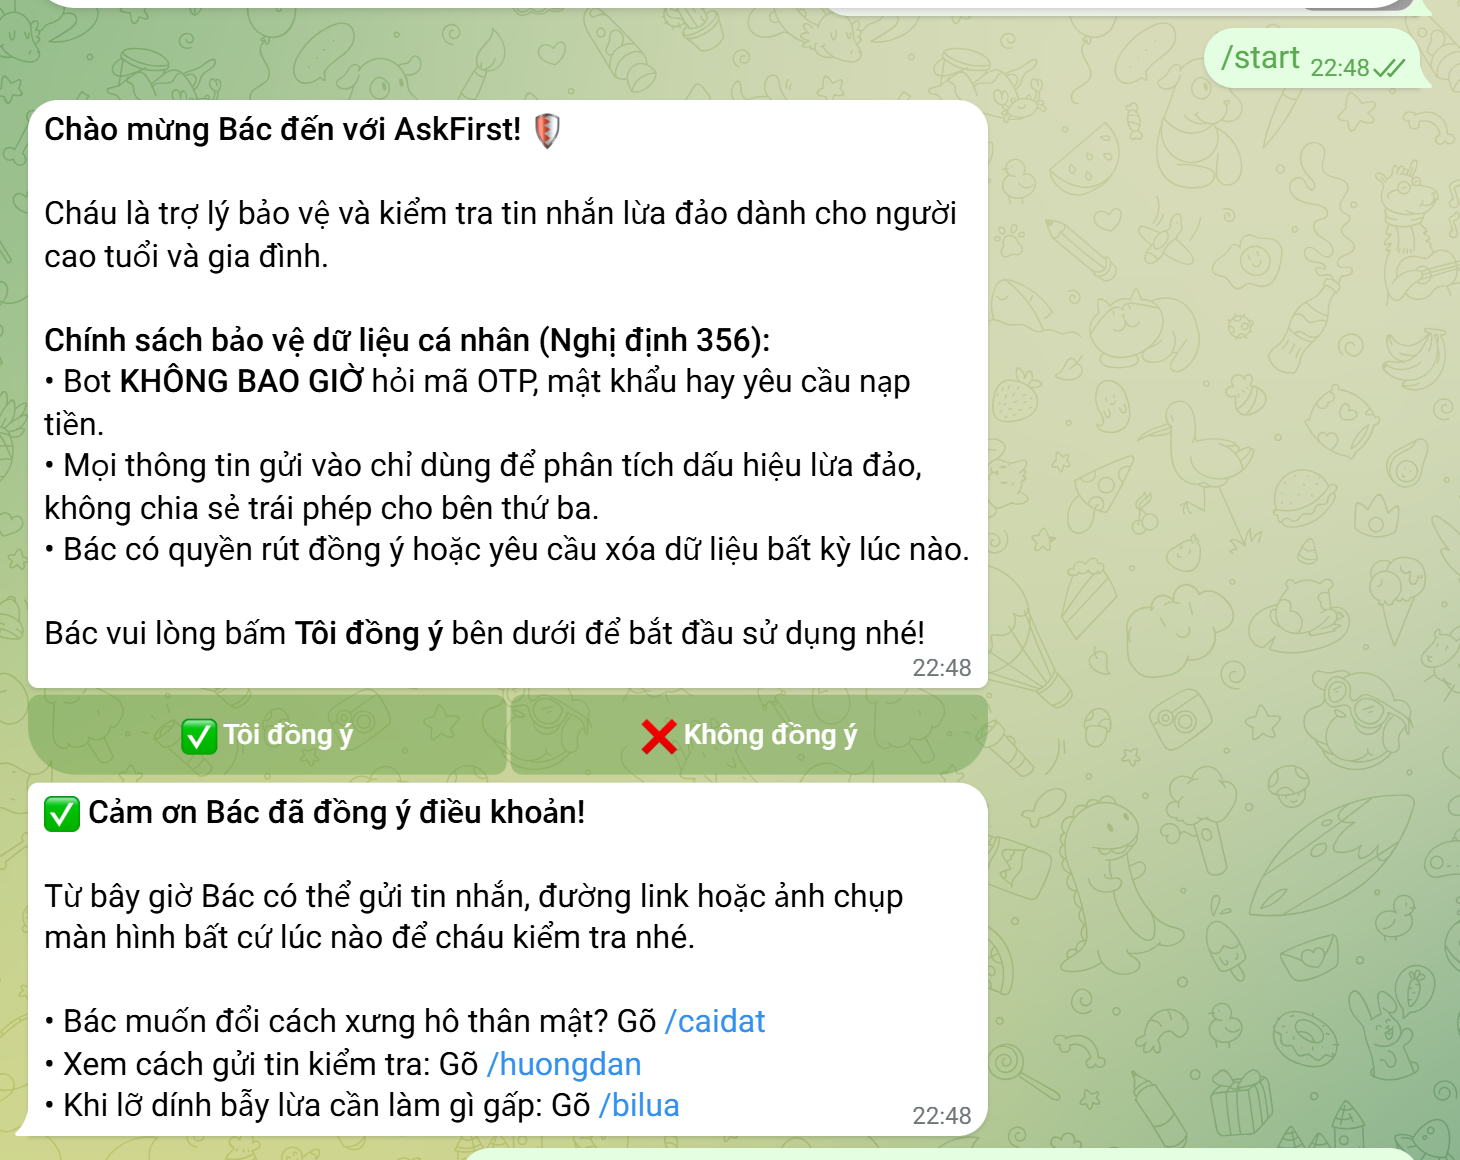 /start 22:48
Chào mừng Bác đến với AskFirst!
Cháu là trợ lý bảo vệ và kiểm tra tin nhắn lừa đảo dành cho người
cao tuổi và gia đình.
Chính sách bảo vệ dữ liệu cá nhân (Nghị định 356):
• Bot KHÔNG BAO GIỜ hỏi mã OTP, mật khẩu hay yêu cầu nạp
tiền.
• Mọi thông tin gửi vào chỉ dùng để phân tích dấu hiệu lừa đảo,
không chia sẻ trái phép cho bên thứ ba.
• Bác có quyền rút đồng ý hoặc yêu cầu xóa dữ liệu bất kỳ lúc nào.
Bác vui lòng bấm Tôi đồng ý bên dưới để bắt đầu sử dụng nhé!
22:48
✅ Tôi đồng ý
❌ Không đồng ý
✅ Cảm ơn Bác đã đồng ý điều khoản!
Từ bây giờ Bác có thể gửi tin nhắn, đường link hoặc ảnh chụp
màn hình bất cứ lúc nào để cháu kiểm tra nhé.
• Bác muốn đổi cách xưng hô thân mật? Gõ /caidat
• Xem cách gửi tin kiểm tra: Gõ /huongdan
• Khi lỡ dính bẫy lừa cần làm gì gấp: Gõ /bilua
22:48